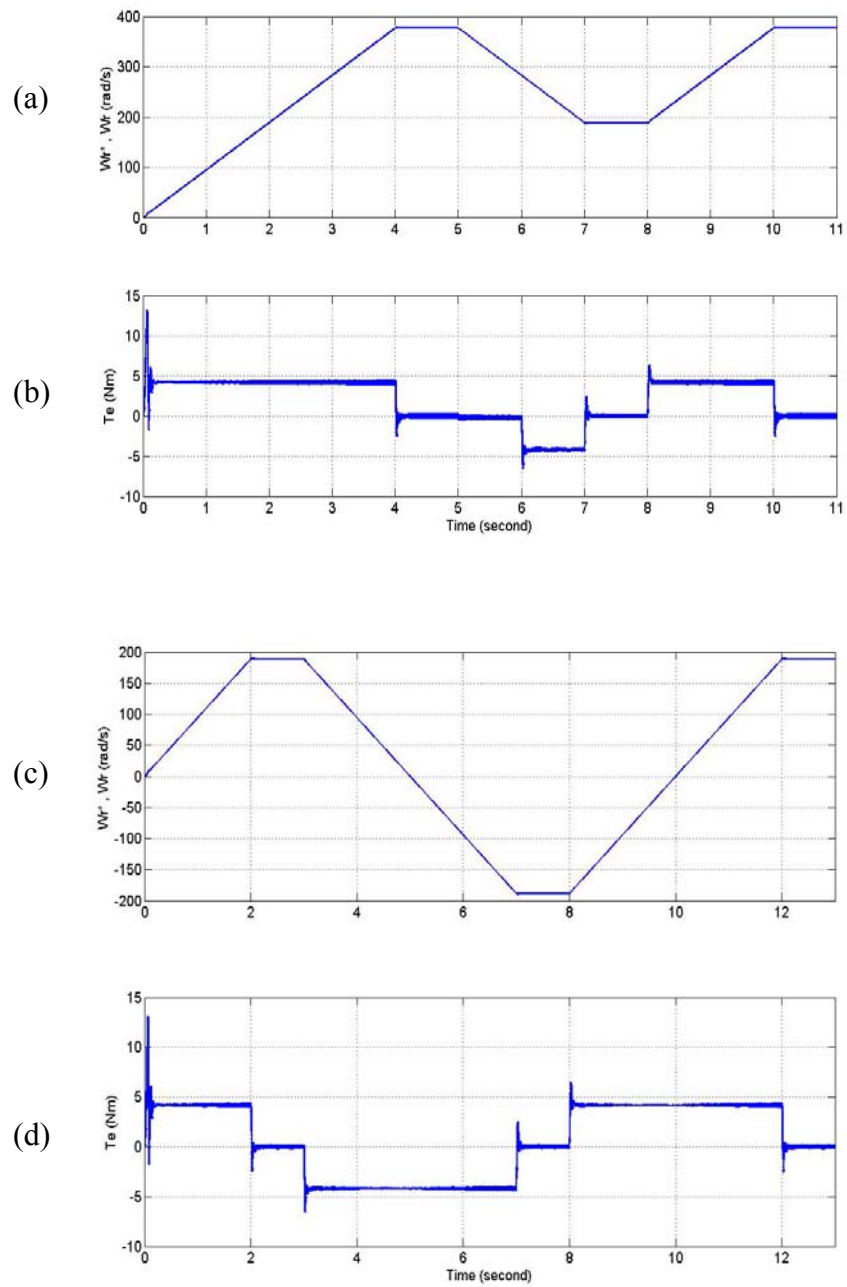 (a)
Wr* , Wr (rad/s)
400
300
200
100
0
0 1 2 3 4 5 6 7 8 9 10 11
(b)
Te (Nm)
15
10
5
0
-5
-10
0 1 2 3 4 5 6 7 8 9 10 11
Time (second)
(c)
Wr* , Wr (rad/s)
200
150
100
50
0
-50
-100
-150
-200
0 2 4 6 8 10 12
(d)
Te (Nm)
15
10
5
0
-5
-10
0 2 4 6 8 10 12
Time (second)